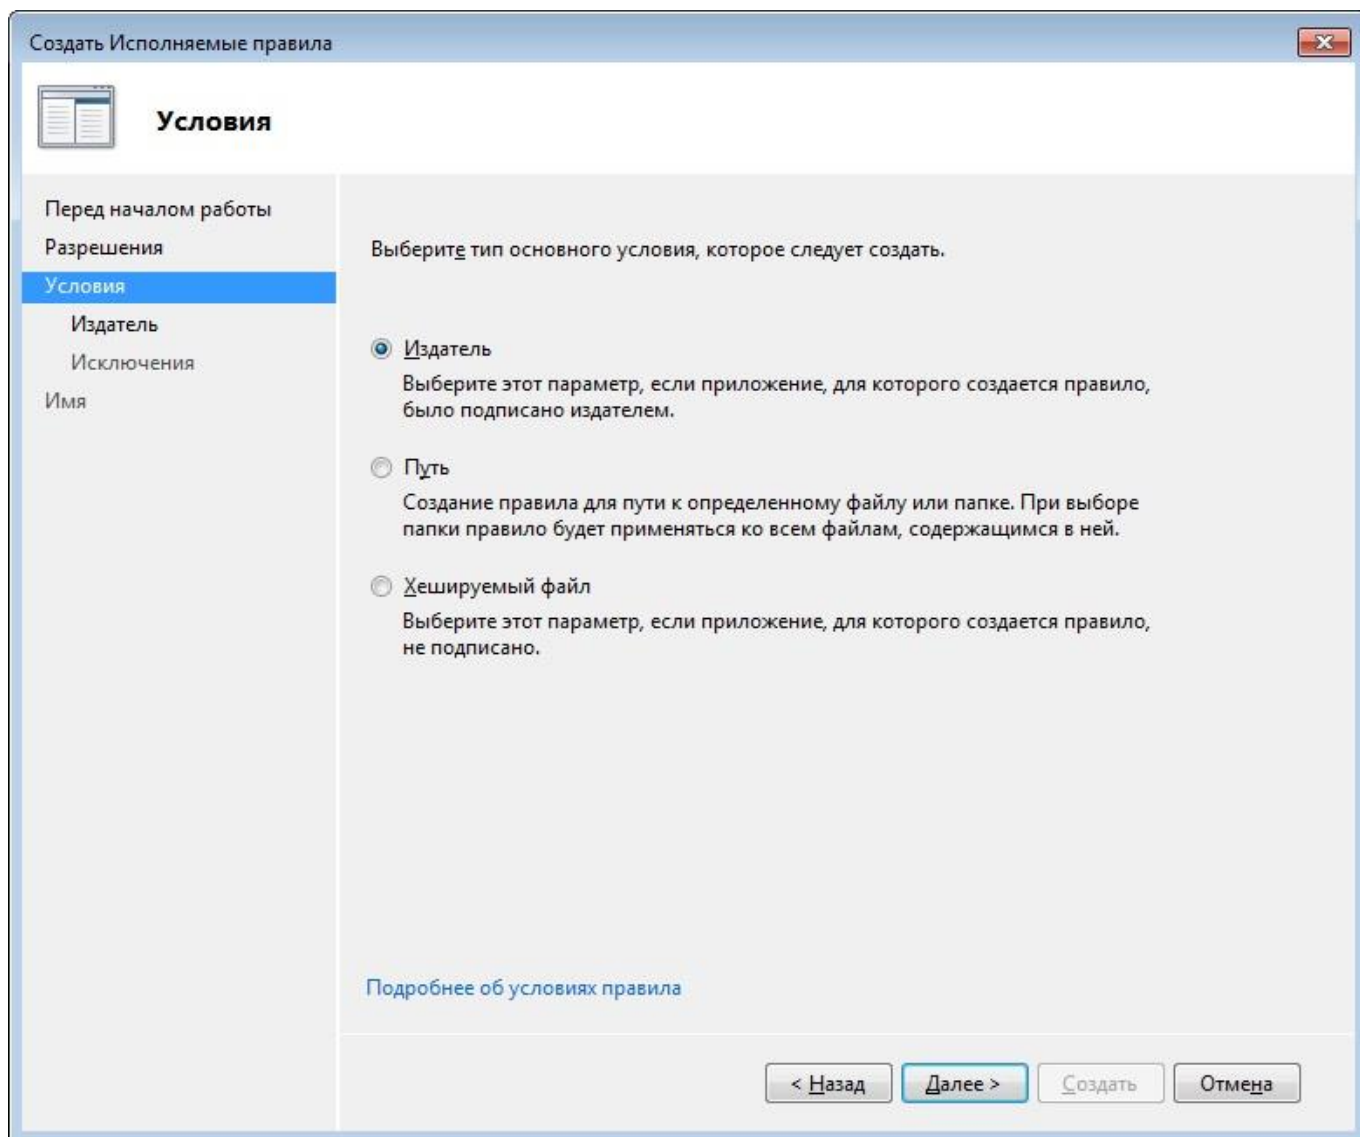 Создать Исполняемые правила
Условия
Перед началом работы
Разрешения
Условия
Издатель
Исключения
Имя
Выберите тип основного условия, которое следует создать.
Издатель
Выберите этот параметр, если приложение, для которого создается правило,
было подписано издателем.
Путь
Создание правила для пути к определенному файлу или папке. При выборе
папки правило будет применяться ко всем файлам, содержащимся в ней.
Хешируемый файл
Выберите этот параметр, если приложение, для которого создается правило,
не подписано.
Подробнее об условиях правила
< Назад
Далее >
Создать
Отмена